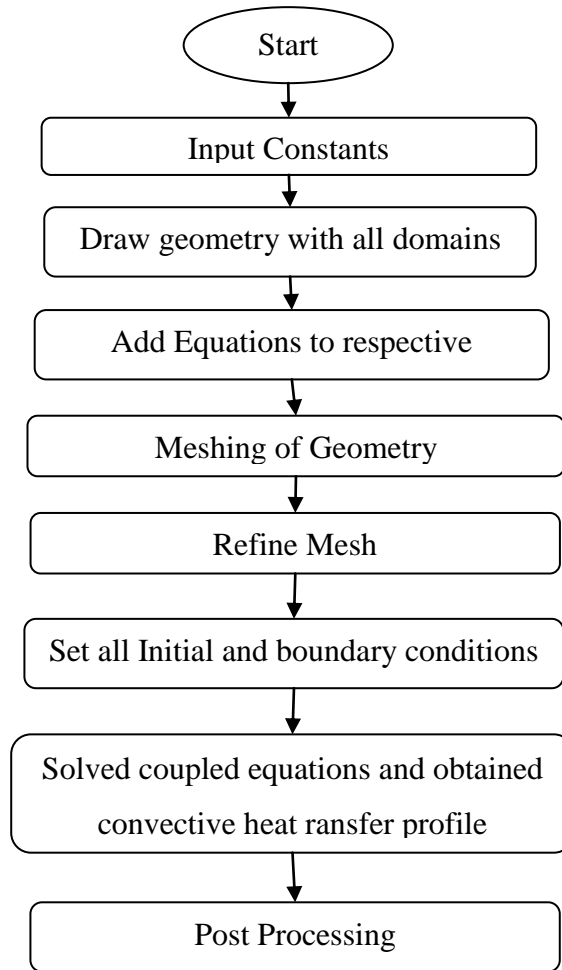 Start
Input Constants
Draw geometry with all domains
Add Equations to respective
Meshing of Geometry
Refine Mesh
Set all Initial and boundary conditions
Solved coupled equations and obtained
convective heat ransfer profile
Post Processing